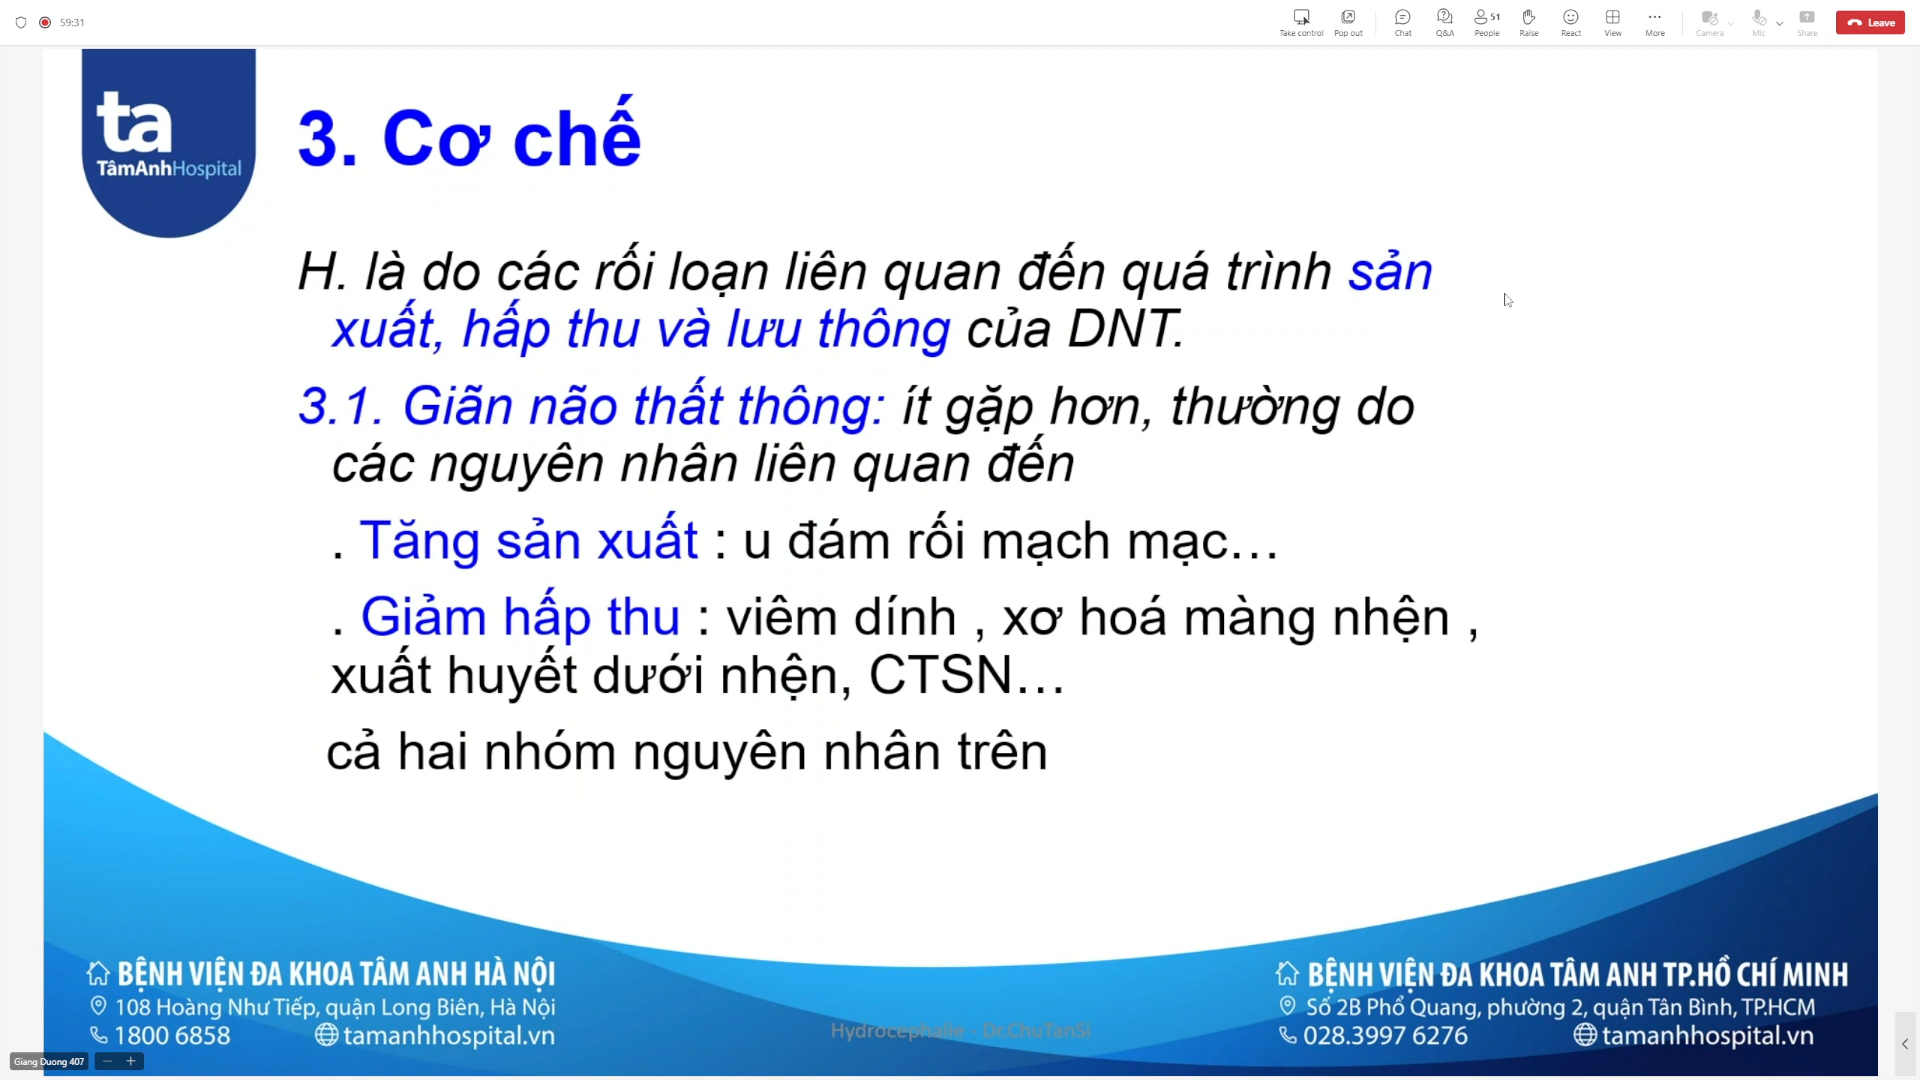 59:31
Take control
Pop out
Chat
Q&A
51
People
Raise
React
View
More
Camera
Mic
Share
Leave
ta
TâmAnhHospital
3. Cơ chế
H. là do các rối loạn liên quan đến quá trình sản
xuất, hấp thu và lưu thông của DNT.
3.1. Giãn não thất thông: ít gặp hơn, thường do
các nguyên nhân liên quan đến
. Tăng sản xuất : u đám rối mạch mạc…
. Giảm hấp thu : viêm dính , xơ hoá màng nhện ,
xuất huyết dưới nhện, CTSN…
cả hai nhóm nguyên nhân trên
BỆNH VIỆN ĐA KHOA TÂM ANH HÀ NỘI
108 Hoàng Như Tiếp, quận Long Biên, Hà Nội
1800 6858
tamanhhospital.vn
Hydrocephalie - Dr.ChuTanSi
BỆNH VIỆN ĐA KHOA TÂM ANH TP.HỒ CHÍ MINH
Số 2B Phổ Quang, phường 2, quận Tân Bình, TP.HCM
028.3997 6276
tamanhhospital.vn
Giang Duong 407